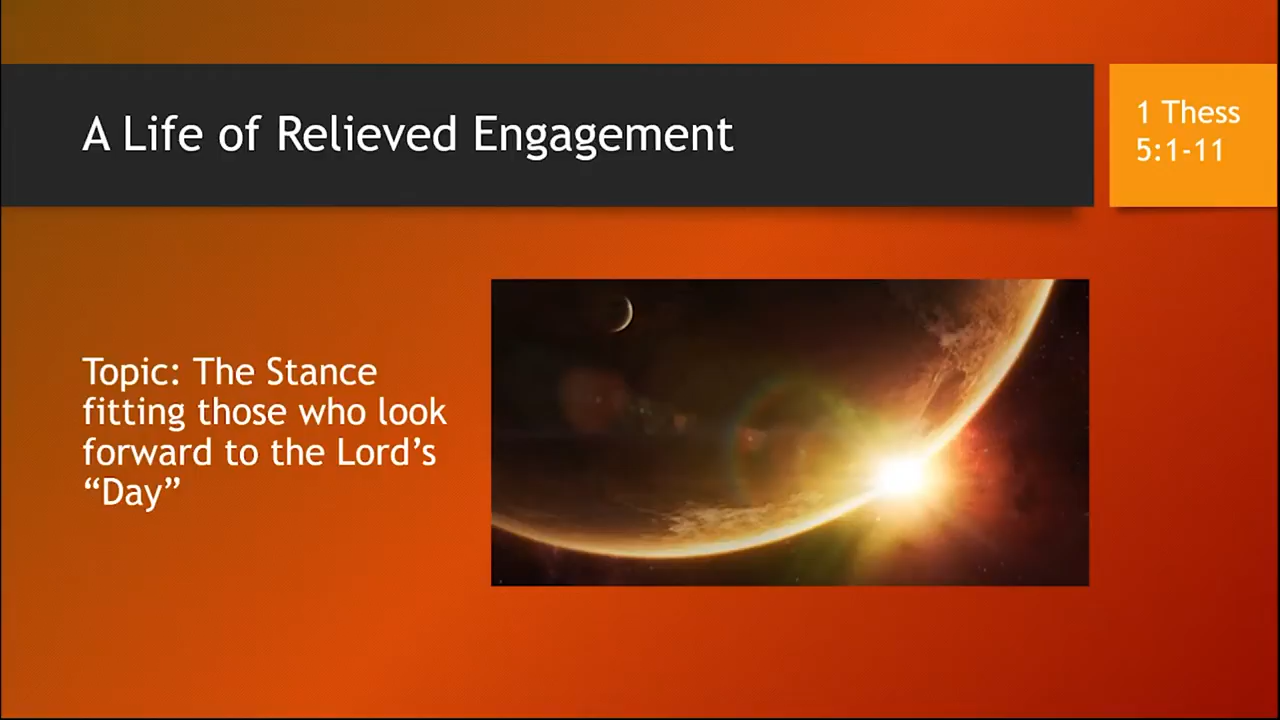 A Life of Relieved Engagement
1 Thess
5:1-11
Topic: The Stance
fitting those who look
forward to the Lord’s
“Day”